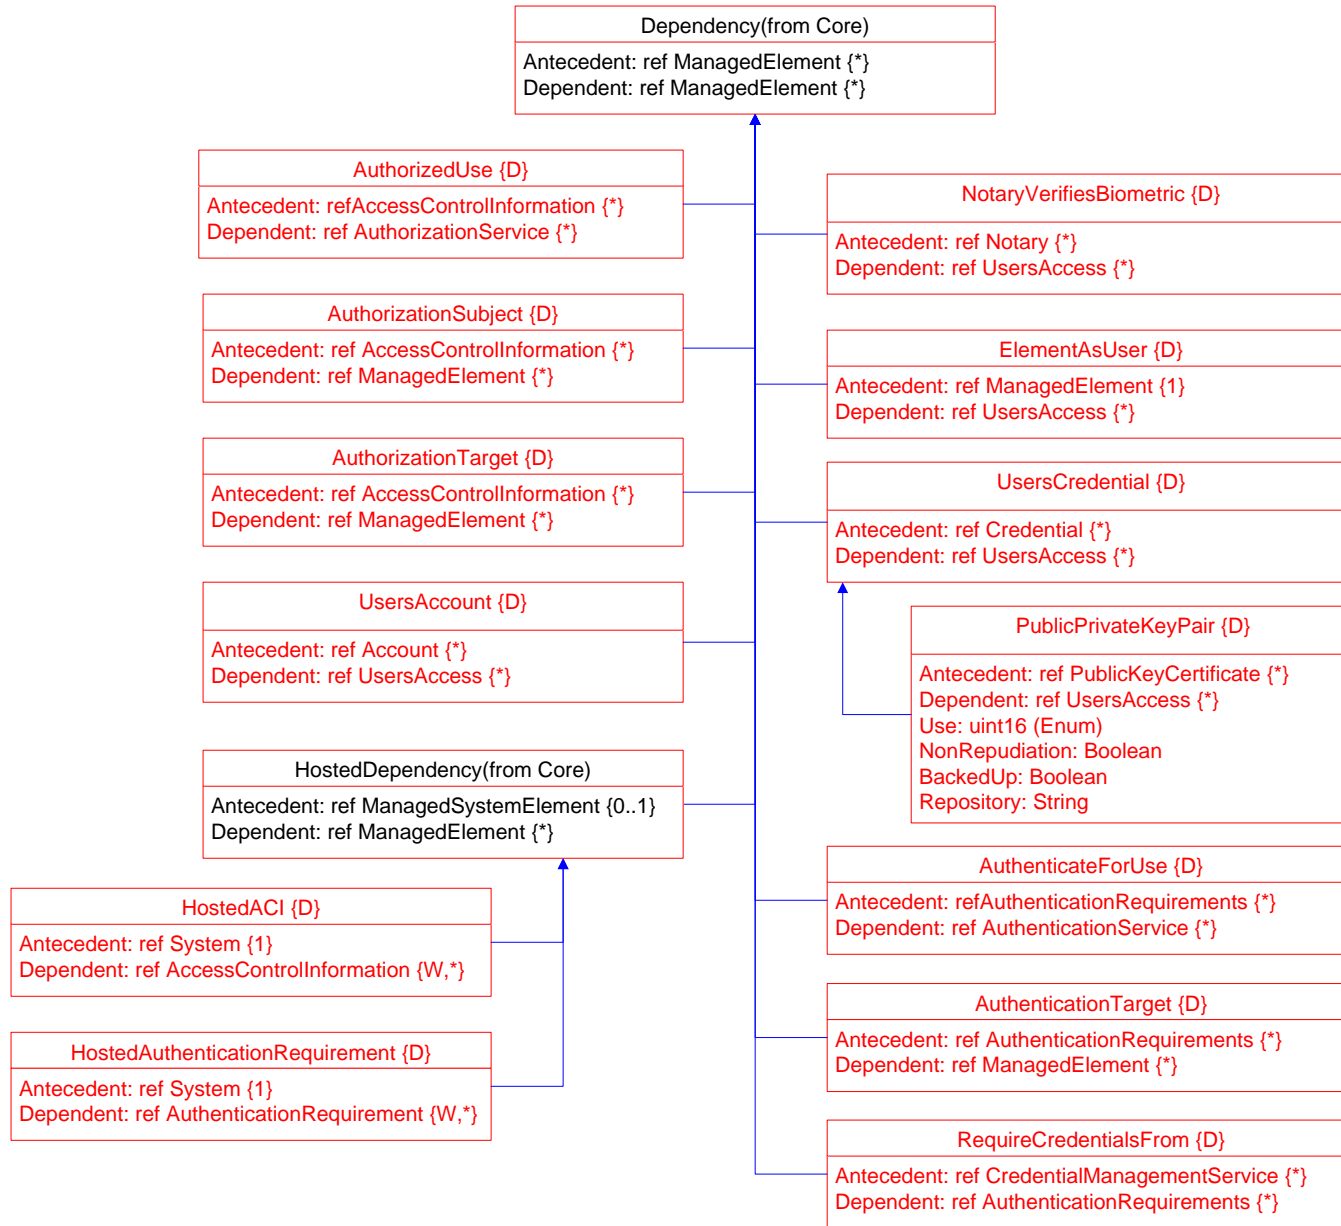 Dependency(from Core)
Antecedent: ref ManagedElement {*}
Dependent: ref ManagedElement {*}
AuthorizedUse {D}
Antecedent: refAccessControlInformation {*}
Dependent: ref AuthorizationService {*}
AuthorizationSubject {D}
Antecedent: ref AccessControlInformation {*}
Dependent: ref ManagedElement {*}
AuthorizationTarget {D}
Antecedent: ref AccessControlInformation {*}
Dependent: ref ManagedElement {*}
UsersAccount {D}
Antecedent: ref Account {*}
Dependent: ref UsersAccess {*}
HostedDependency(from Core)
Antecedent: ref ManagedSystemElement {0..1}
Dependent: ref ManagedElement {*}
HostedACI {D}
Antecedent: ref System {1}
Dependent: ref AccessControlInformation {W,*}
HostedAuthenticationRequirement {D}
Antecedent: ref System {1}
Dependent: ref AuthenticationRequirement {W,*}
NotaryVerifiesBiometric {D}
Antecedent: ref Notary {*}
Dependent: ref UsersAccess {*}
ElementAsUser {D}
Antecedent: ref ManagedElement {1}
Dependent: ref UsersAccess {*}
UsersCredential {D}
Antecedent: ref Credential {*}
Dependent: ref UsersAccess {*}
PublicPrivateKeyPair {D}
Antecedent: ref PublicKeyCertificate {*}
Dependent: ref UsersAccess {*}
Use: uint16 (Enum)
NonRepudiation: Boolean
BackedUp: Boolean
Repository: String
AuthenticateForUse {D}
Antecedent: refAuthenticationRequirements {*}
Dependent: ref AuthenticationService {*}
AuthenticationTarget {D}
Antecedent: ref AuthenticationRequirements {*}
Dependent: ref ManagedElement {*}
RequireCredentialsFrom {D}
Antecedent: ref CredentialManagementService {*}
Dependent: ref AuthenticationRequirements {*}